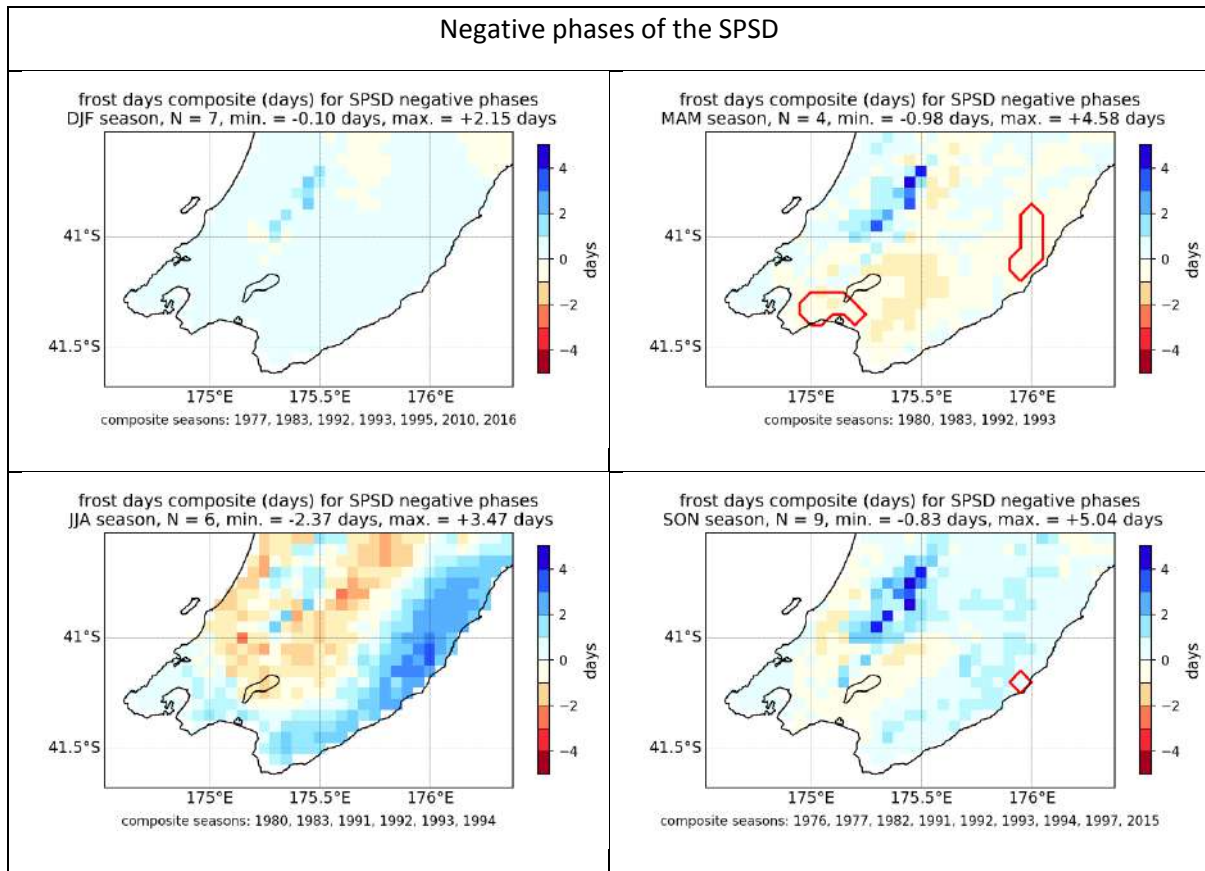 Negative phases of the SPSD
frost days composite (days) for SPSD negative phases
DJF season, N = 7, min. = -0.10 days, max. = +2.15 days
41°S
41.5°S
175°E
175.5°E
176°E
4
2
0
−2
−4
days
composite seasons: 1977, 1983, 1992, 1993, 1995, 2010, 2016
frost days composite (days) for SPSD negative phases
MAM season, N = 4, min. = -0.98 days, max. = +4.58 days
41°S
41.5°S
175°E
175.5°E
176°E
4
2
0
−2
−4
days
composite seasons: 1980, 1983, 1992, 1993
frost days composite (days) for SPSD negative phases
JJA season, N = 6, min. = -2.37 days, max. = +3.47 days
41°S
41.5°S
175°E
175.5°E
176°E
4
2
0
−2
−4
days
composite seasons: 1980, 1983, 1991, 1992, 1993, 1994
frost days composite (days) for SPSD negative phases
SON season, N = 9, min. = -0.83 days, max. = +5.04 days
41°S
41.5°S
175°E
175.5°E
176°E
4
2
0
−2
−4
days
composite seasons: 1976, 1977, 1982, 1991, 1992, 1993, 1994, 1997, 2015